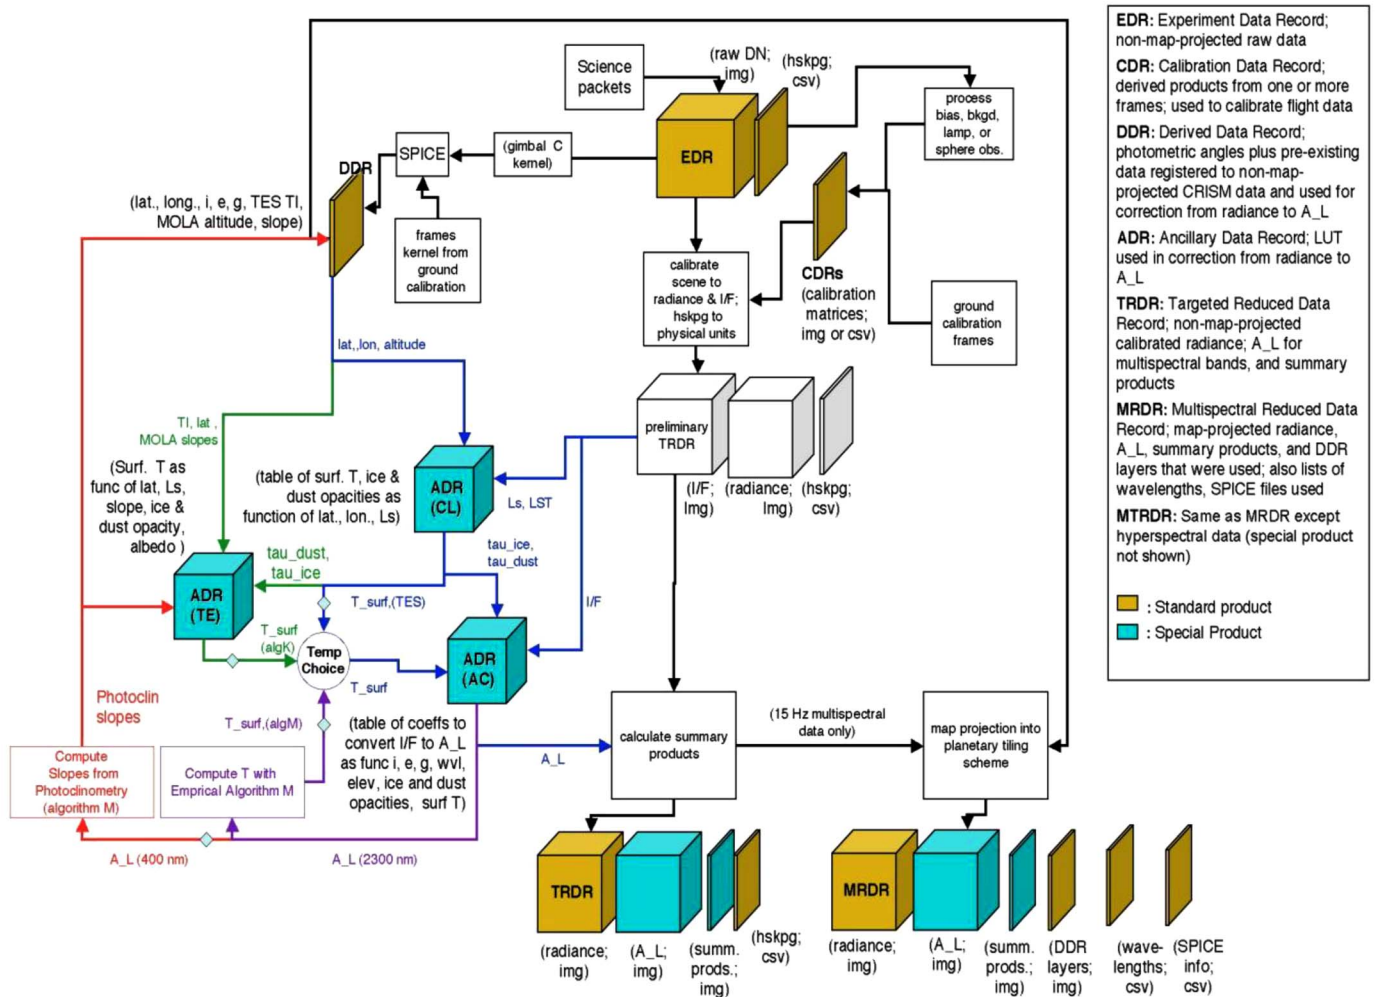 Science
packets
(raw DN;
img)
(hskpg;
csv)
EDR
process
bias, bkgd,
lamp, or
sphere obs.
SPICE
(gimbal C
kernel)
DDR
(lat., long., i, e, g, TES TI,
MOLA altitude, slope)
frames
kernel from
ground
calibration
calibrate
scene to
radiance & I/F;
hskpg to
physical units
CDRs
(calibration
matrices;
img or csv)
ground
calibration
frames
lat,,lon, altitude
TI, lat ,
MOLA slopes
(Surf. T as
func of lat, Ls,
slope, ice &
dust opacity,
albedo )
(table of surf. T, ice &
dust opacities as
function of lat., lon., Ls)
ADR
(CL)
Ls, LST
preliminary
TRDR
(I/F;
Img)
(radiance;
Img)
(hskpg;
csv)
tau_dust,
tau_ice
tau_ice,
tau_dust
ADR
(TE)
T_surf,(TES)
I/F
T_surf
(algK)
Temp
Choice
T_surf
ADR
(AC)
Photoclin
slopes
T_surf,(algM)
(table of coeffs to
convert I/F to A_L
as func i, e, g, wvl,
elev, ice and dust
opacities, surf T)
Compute
Slopes from
Photoclinometry
(algorithm M)
Compute T with
Emprical Algorithm M
A_L
calculate summary
products
(15 Hz multispectral
data only)
map projection into
planetary tiling
scheme
A_L (400 nm)
A_L (2300 nm)
TRDR
(radiance;
img)
(A_L;
img)
(summ.
prods.;
img)
(hskpg;
csv)
MRDR
(radiance;
img)
(A_L;
img)
(summ.
prods.;
img)
(DDR
layers;
img)
(wave-
lengths;
csv)
(SPICE
info;
csv)
EDR: Experiment Data Record;
non-map-projected raw data
CDR: Calibration Data Record;
derived products from one or more
frames; used to calibrate flight data
DDR: Derived Data Record;
photometric angles plus pre-existing
data registered to non-map-
projected CRISM data and used for
correction from radiance to A_L
ADR: Ancillary Data Record; LUT
used in correction from radiance to
A_L
TRDR: Targeted Reduced Data
Record; non-map-projected
calibrated radiance; A_L for
multispectral bands, and summary
products
MRDR: Multispectral Reduced Data
Record; map-projected radiance,
A_L, summary products, and DDR
layers that were used; also lists of
wavelengths, SPICE files used
MTRDR: Same as MRDR except
hyperspectral data (special product
not shown)
: Standard product
: Special Product